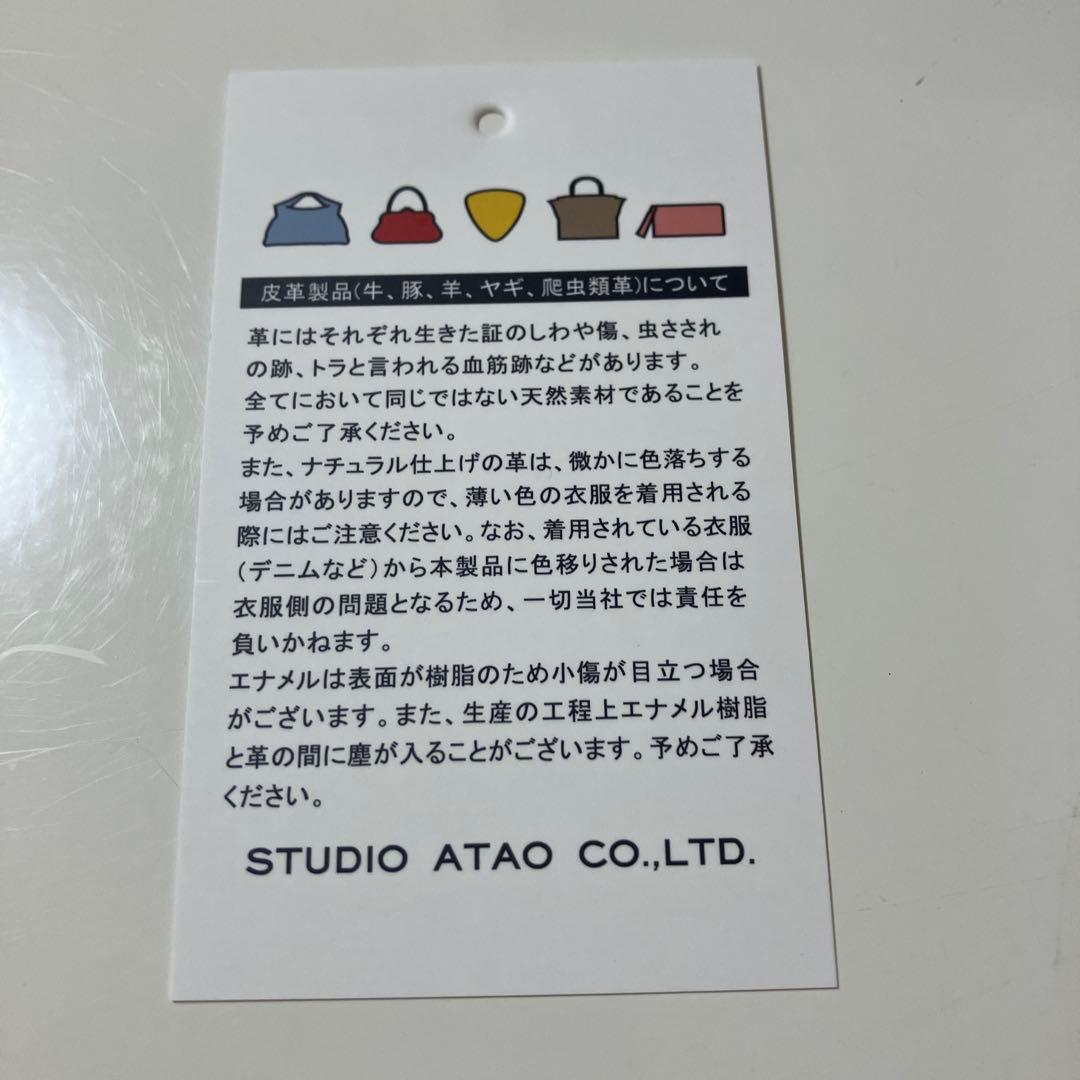 皮革製品(牛、豚、羊、ヤギ、爬虫類革)について
革にはそれぞれ生きた証のしわや傷、虫さされ
の跡、トラと言われる血筋跡などがあります。
全てにおいて同じではない天然素材であることを
予めご了承ください。
また、ナチュラル仕上げの革は、微かに色落ちする
場合がありますので、薄い色の衣服を着用される
際にはご注意ください。なお、着用されている衣服
(デニムなど)から本製品に色移りされた場合は
衣服側の問題となるため、一切当社では責任を
負いかねます。
エナメルは表面が樹脂のため小傷が目立つ場合
がございます。また、生産の工程上エナメル樹脂
と革の間に塵が入ることがございます。予めご了承
ください。
STUDIO ATAO CO.,LTD.